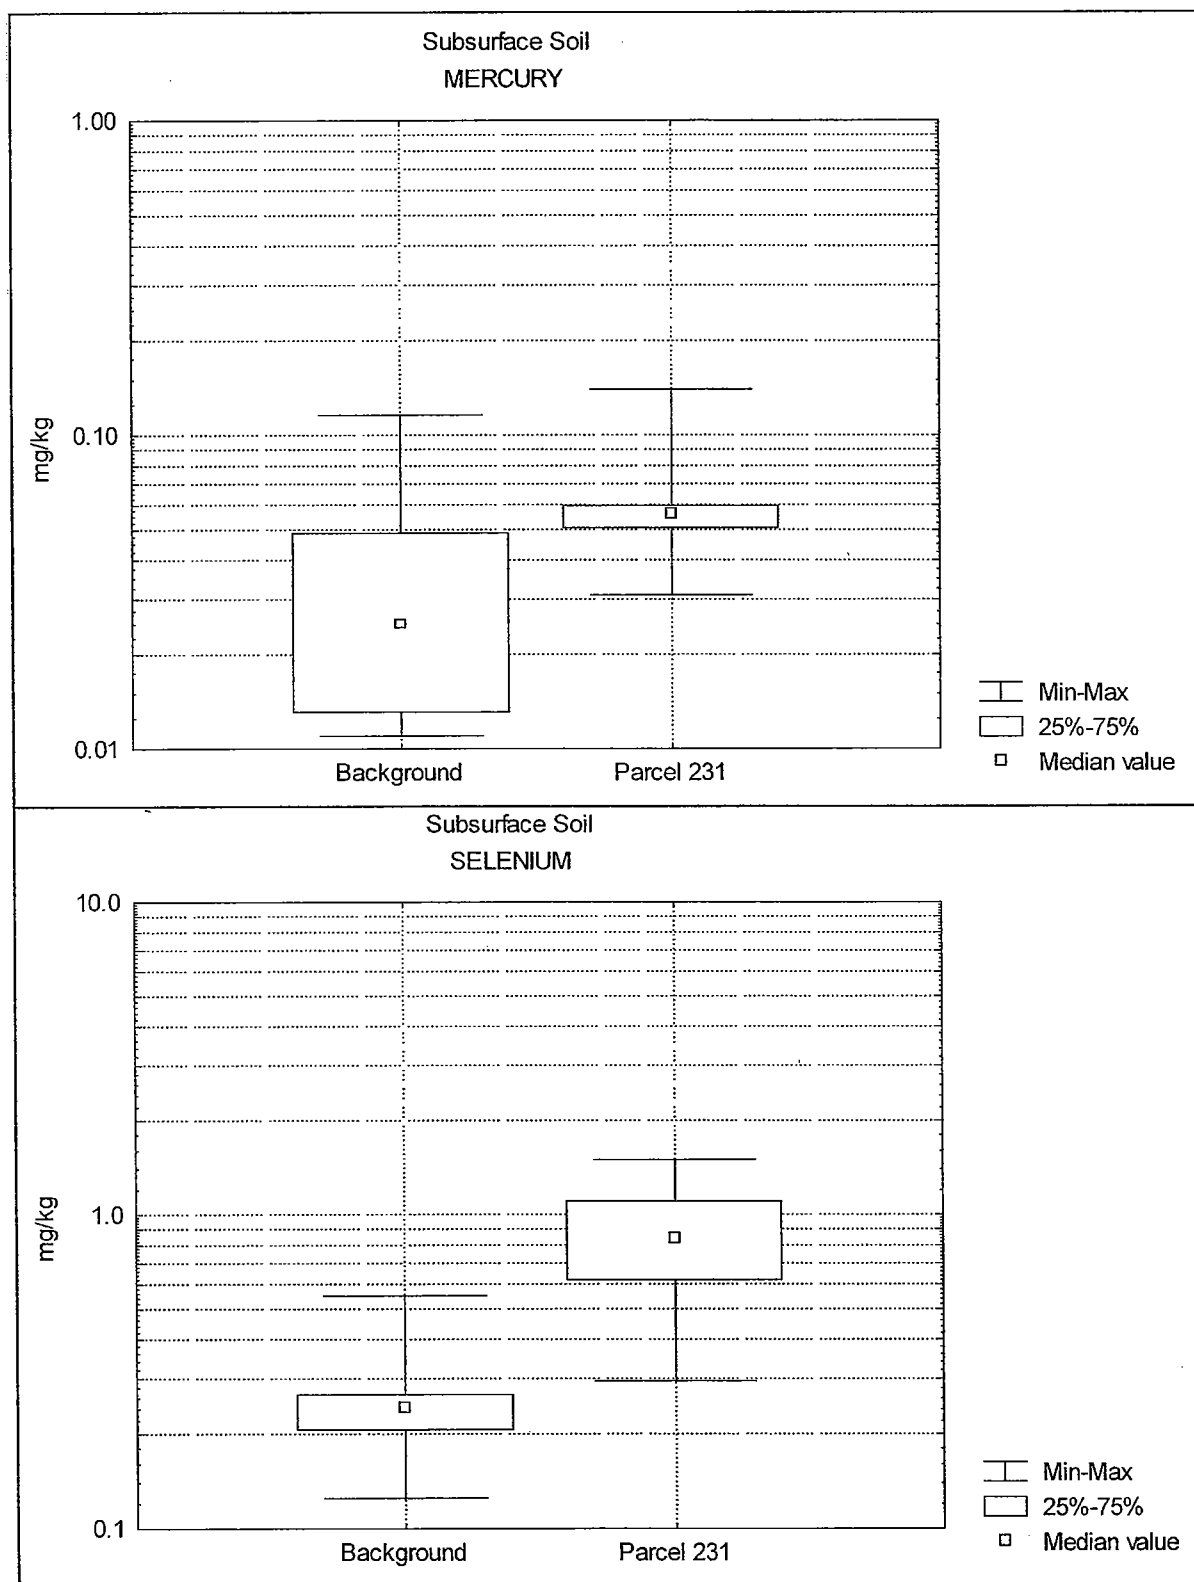 Subsurface Soil
MERCURY
1.00
0.10
0.01
mg/kg
Background
Parcel 231
Min-Max
25%-75%
Median value
Subsurface Soil
SELENIUM
10.0
1.0
0.1
mg/kg
Background
Parcel 231
Min-Max
25%-75%
Median value